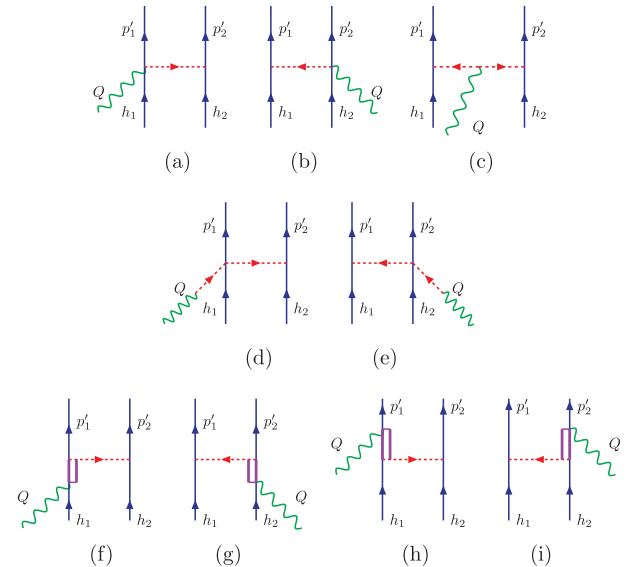 p′₁ p′₂ p′₁ p′₂ p′₁ p′₂
Q Q
h₁ h₂ h₁ h₂ h₁ Q h₂
(a) (b) (c)
p′₁ p′₂ p′₁ p′₂
Q Q
h₁ h₂ h₁ h₂
(d) (e)
p′₁ p′₂ p′₁ p′₂ p′₁ p′₂ p′₁ p′₂
Q Q Q Q
h₁ h₂ h₁ h₂ h₁ h₂ h₁ h₂
(f) (g) (h) (i)